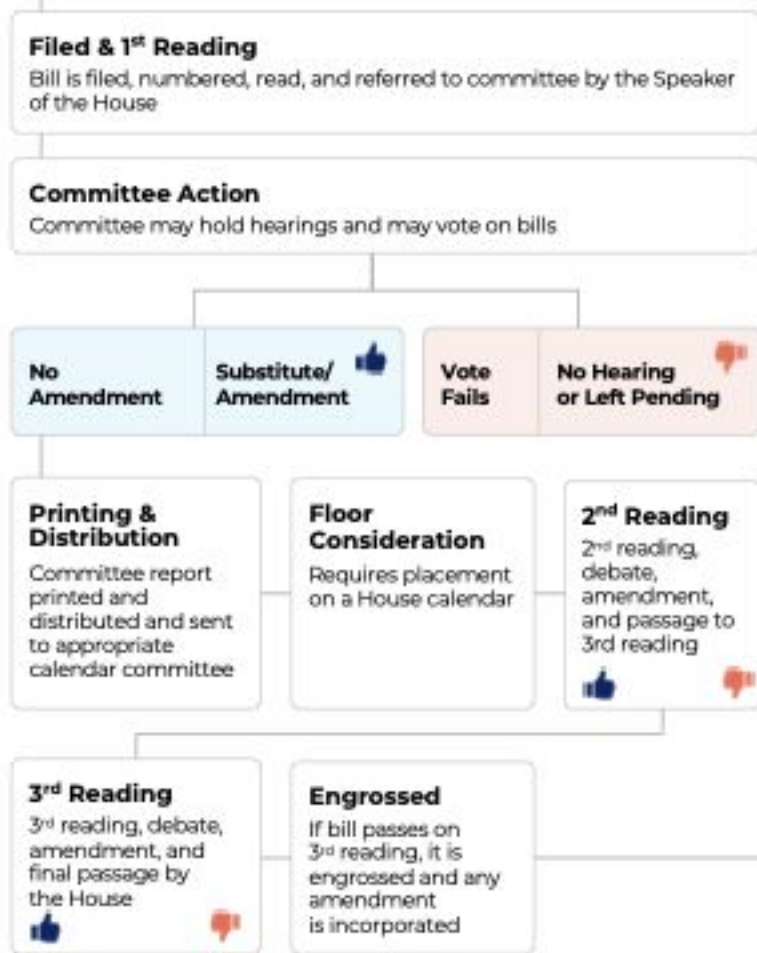 Filed & 1st Reading
Bill is filed, numbered, read, and referred to committee by the Speaker
of the House
Committee Action
Committee may hold hearings and may vote on bills
No
Amendment
Substitute/
Amendment
Vote
Fails
No Hearing
or Left Pending
Printing &
Distribution
Committee report
printed and
distributed and sent
to appropriate
calendar committee
Floor
Consideration
Requires placement
on a House calendar
2nd Reading
2nd reading,
debate,
amendment,
and passage to
3rd reading
3rd Reading
3rd reading, debate,
amendment, and
final passage by
the House
Engrossed
If bill passes on
3rd reading, it is
engrossed and any
amendment
is incorporated